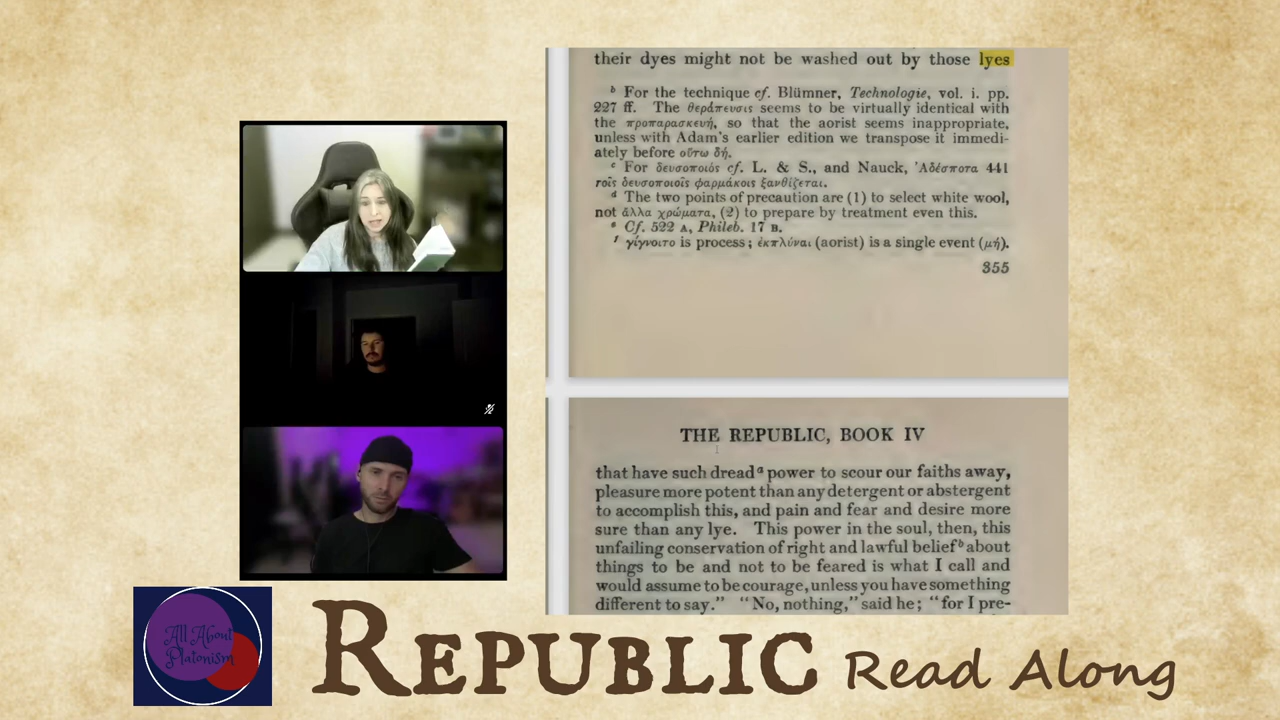 their dyes might not be washed out by those lyes
ᵇ For the technique cf. Blümner, Technologie, vol. i. pp.
227 ff. The θεράπευσις seems to be virtually identical with
the προπαρασκευή, so that the aorist seems inappropriate,
unless with Adam's earlier edition we transpose it immedi-
ately before οὕτω δή.
ᶜ For δευσοποιός cf. L. & S., and Nauck, Ἀδέσποτα 441
τοῖς δευσοποιοῖς φαρμάκοις ξανθίζεται.
ᵈ The two points of precaution are (1) to select white wool,
not ἄλλα χρώματα, (2) to prepare by treatment even this.
ᵉ Cf. 522 A, Phileb. 17 B.
ᶠ γίγνοιτο is process; ἐκπλύναι (aorist) is a single event (μή).
355
THE REPUBLIC, BOOK IV
that have such dreadᵃ power to scour our faiths away,
pleasure more potent than any detergent or abstergent
to accomplish this, and pain and fear and desire more
sure than any lye. This power in the soul, then, this
unfailing conservation of right and lawful beliefᵇ about
things to be and not to be feared is what I call and
would assume to be courage, unless you have something
different to say." "No, nothing," said he; "for I pre-
All About
Platonism
REPUBLIC Read Along